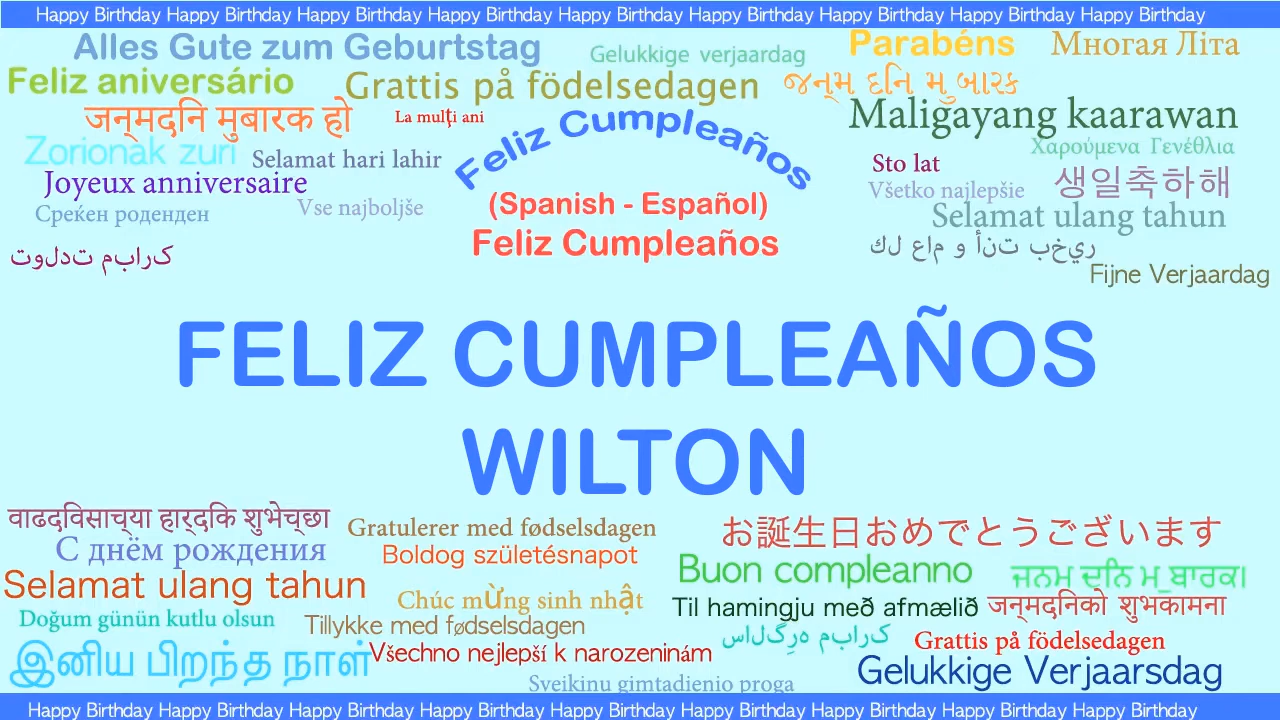 Happy Birthday Happy Birthday Happy Birthday Happy Birthday Happy Birthday Happy Birthday Happy Birthday Happy Birthday Happy Birthday
Alles Gute zum Geburtstag
Gelukkige verjaardag
Parabéns
Многая Літа
Feliz aniversário
Grattis på födelsedagen
જન્મ દિન મુબારક
जन्मदिन मुबारक हो
La mulţi ani
Feliz Cumpleaños
Maligayang kaarawan
Zorionak zuri
Selamat hari lahir
Sto lat
Χαρούμενα Γενέθλια
Joyeux anniversaire
(Spanish - Español)
Všetko najlepšie
생일축하해
Среќен роденден
Vse najboljše
Feliz Cumpleaños
Selamat ulang tahun
تولدت مبارک
كل عام و أنت بخير
Fijne Verjaardag
FELIZ CUMPLEAÑOS
WILTON
वाढदिवसाच्या हार्दिक शुभेच्छा
Gratulerer med fødselsdagen
お誕生日おめでとうございます
С днём рождения
Boldog születésnapot
Buon compleanno
ਜਨਮ ਦਿਨ ਮੁਬਾਰਕ।
Selamat ulang tahun
Chúc mừng sinh nhật
Til hamingju með afmælið
जन्मदिनको शुभकामना
Doğum günün kutlu olsun
Tillykke med fødselsdagen
سالگرِہ مبارک
Grattis på födelsedagen
இனிய பிறந்த நாள்
Všechno nejlepší k narozeninám
Gelukkige Verjaarsdag
Sveikinu gimtadienio proga
Happy Birthday Happy Birthday Happy Birthday Happy Birthday Happy Birthday Happy Birthday Happy Birthday Happy Birthday Happy Birthday